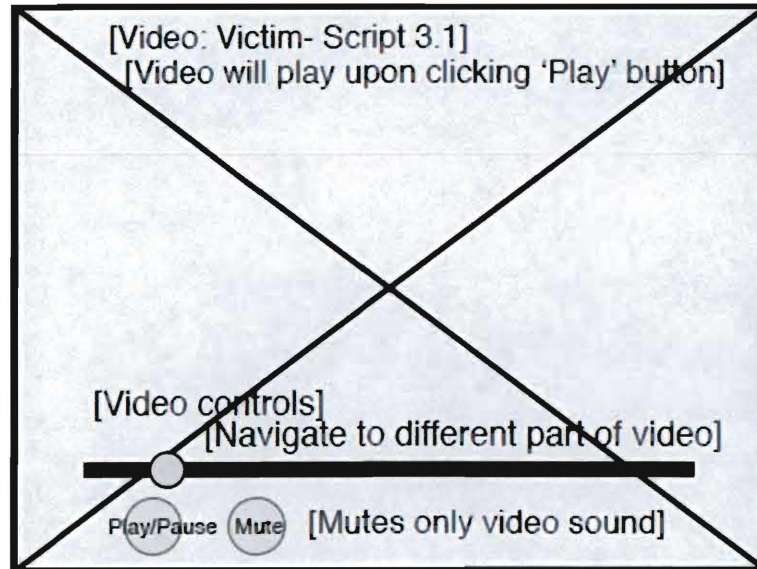 [Video: Victim- Script 3.1]
[Video will play upon clicking 'Play' button]
[Video controls]
[Navigate to different part of video]
Play/Pause Mute [Mutes only video sound]